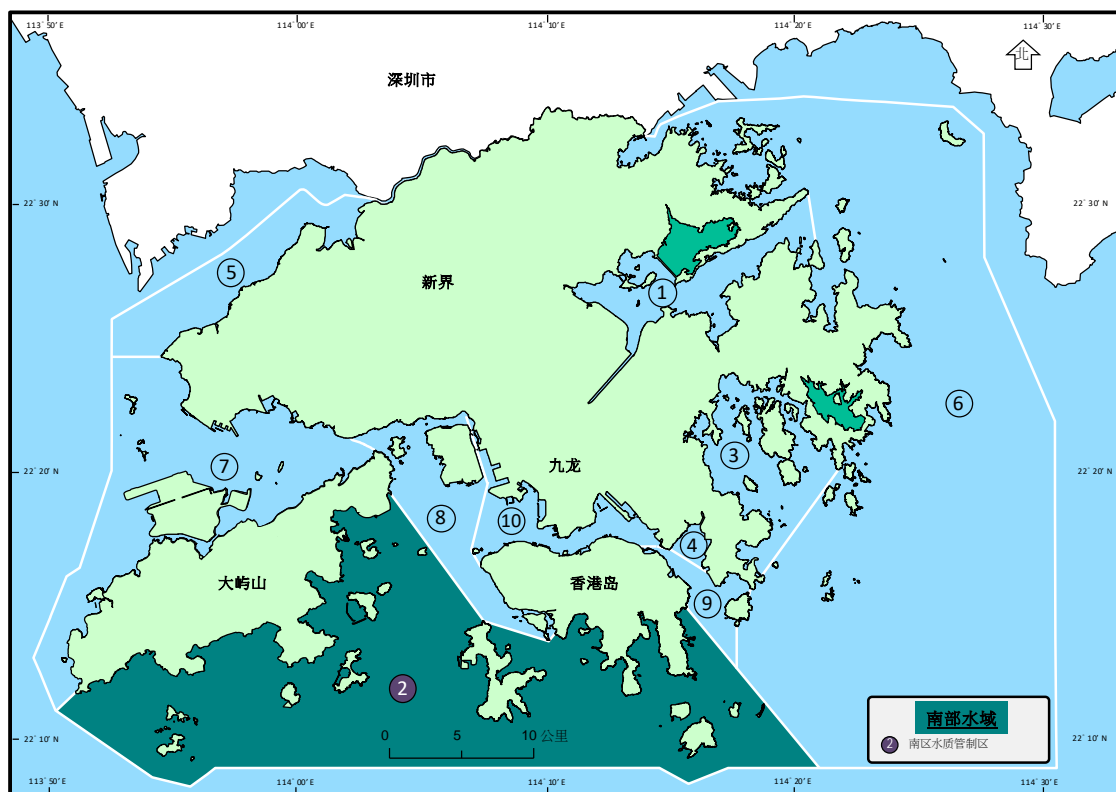 113° 50' E
114° 00' E
114° 10' E
114° 20' E
114° 30' E
北
深圳市
22° 30' N
22° 30' N
5
新界
1
6
3
7
22° 20' N
九龙
22° 20' N
8
10
4
大屿山
香港岛
9
2
南部水域
2 南区水质管制区
0 5 10 公里
22° 10' N
22° 10' N
113° 50' E
114° 00' E
114° 10' E
114° 20' E
114° 30' E